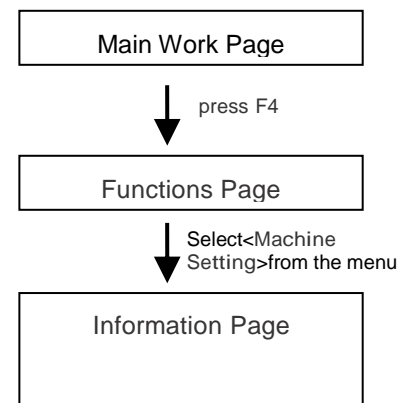 Main Work Page
press F4
Functions Page
Select<Machine
Setting>from the menu
Information Page